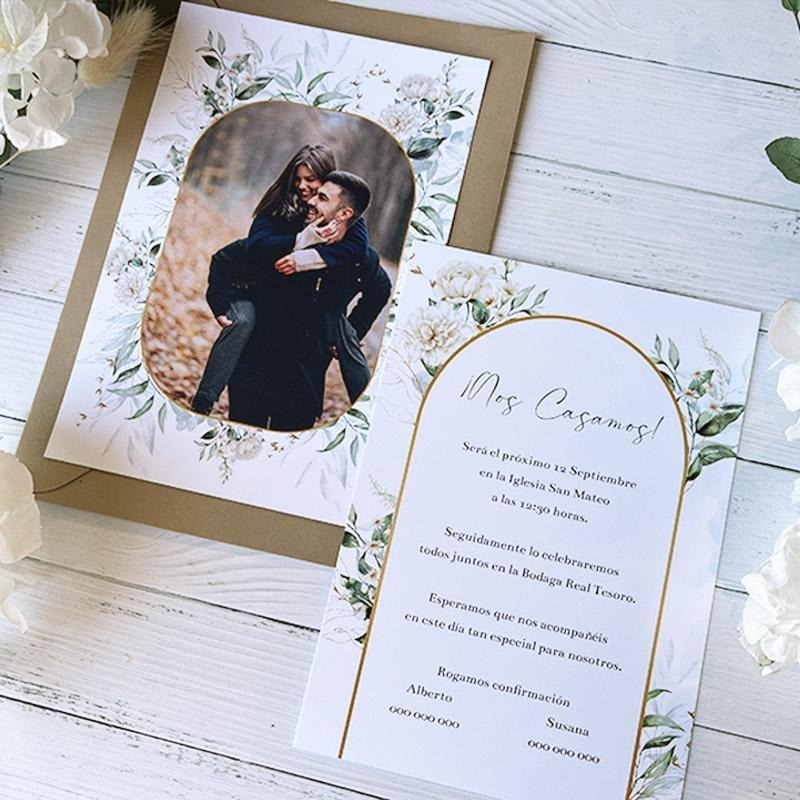 ¡Nos Casamos!
Será el próximo 12 Septiembre
en la Iglesia San Mateo
a las 12:30 horas.
Seguidamente lo celebraremos
todos juntos en la Bodaga Real Tesoro.
Esperamos que nos acompañéis
en este día tan especial para nosotros.
Rogamos confirmación
Alberto
000 000 000
Susana
000 000 000